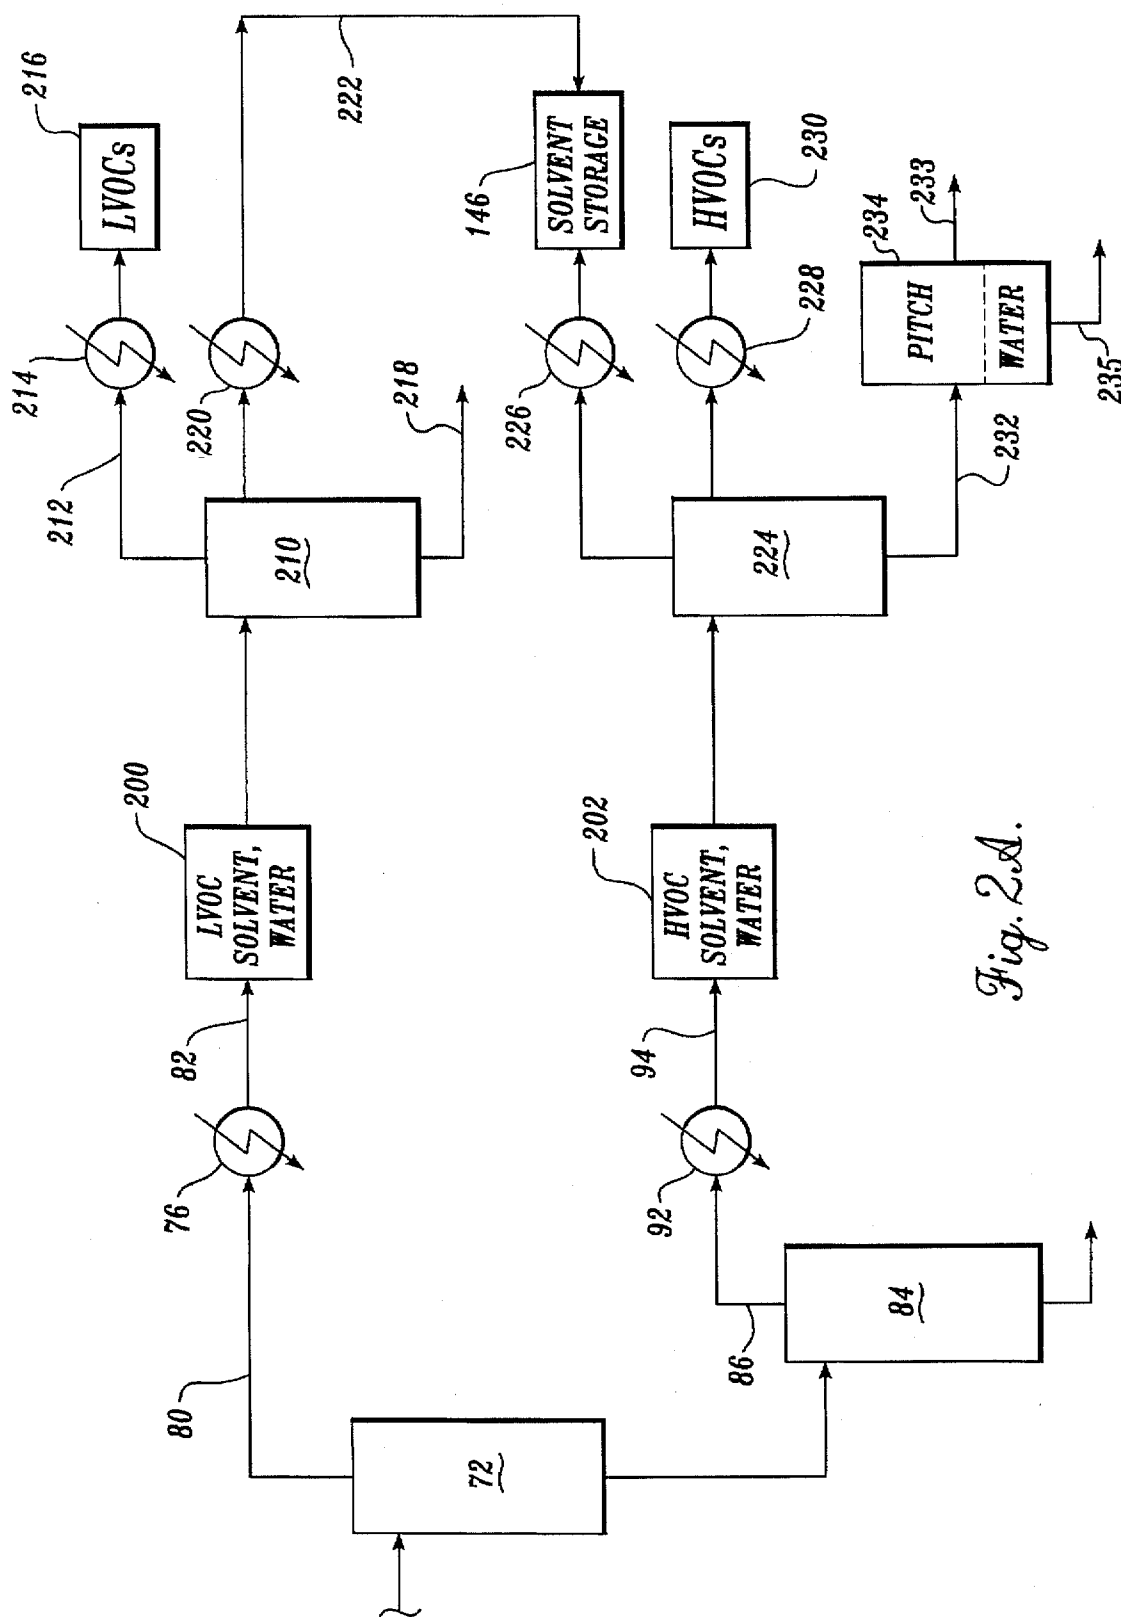 216
LVOCs
214
212
220
222
210
218
146
SOLVENT
STORAGE
226
HVOCs
230
228
224
234
233
PITCH
WATER
235
232
200
LVOC
SOLVENT,
WATER
82
76
80
202
HVOC
SOLVENT,
WATER
94
92
86
84
72
Fig. 2A.